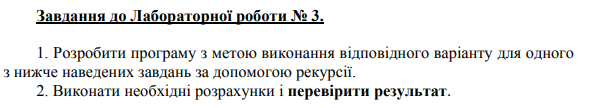 Завдання до Лабораторної роботи № 3.
1. Розробити програму з метою виконання відповідного варіанту для одного
з нижче наведених завдань за допомогою рекурсії.
2. Виконати необхідні розрахунки і перевірити результат.